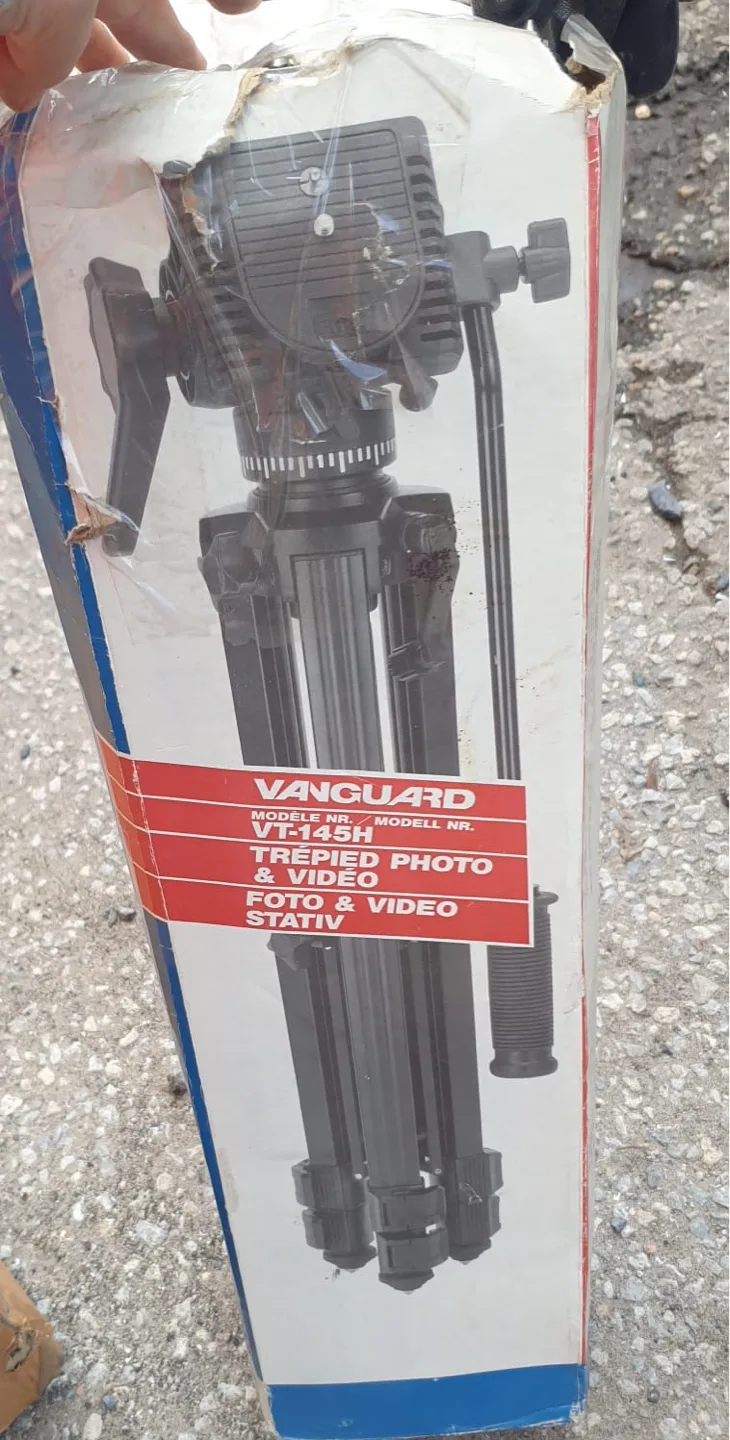 VANGUARD
MODÈLE NR. / MODELL NR.
VT-145H
TRÉPIED PHOTO
& VIDÉO
FOTO & VIDEO
STATIV